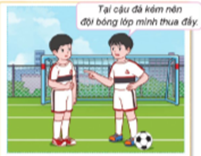 Tại cậu đá kém nên
đội bóng lớp mình thua đấy.